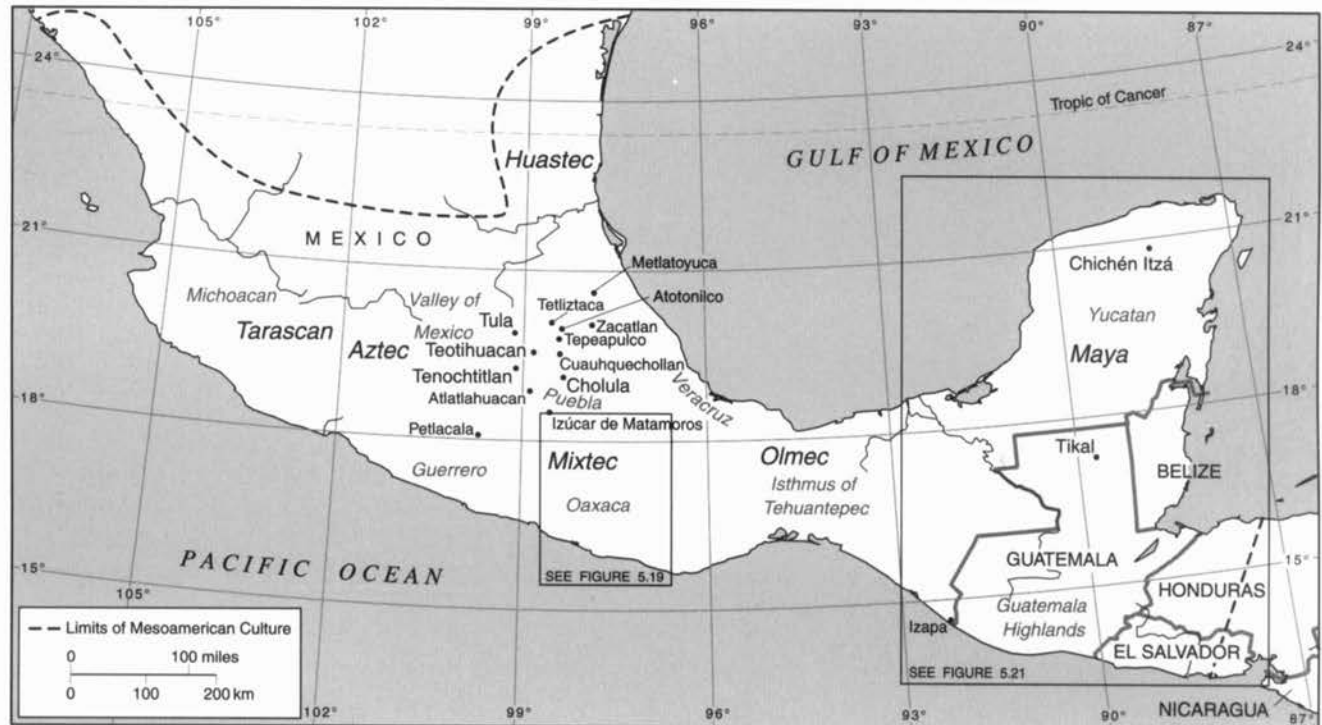 105°
102°
99°
96°
93°
90°
87°
24°
24°
Tropic of Cancer
Huastec
GULF OF MEXICO
21°
21°
MEXICO
Metlatoyuca
Chichén Itzá
Michoacan
Valley of
Mexico
Atotonilco
Tetliztaca
Yucatan
Tula
Zacatlan
Tarascan
Aztec
Tepeapulco
Maya
Teotihuacan
Cuauhquechollan
Tenochtitlan
Cholula
Veracruz
18°
18°
Atlatlahuacan
Puebla
Izúcar de Matamoros
Petlacala
Tikal
Guerrero
Mixtec
Olmec
BELIZE
Oaxaca
Isthmus of
Tehuantepec
PACIFIC OCEAN
GUATEMALA
15°
15°
SEE FIGURE 5.19
HONDURAS
105°
Guatemala
Highlands
Izapa
Limits of Mesoamerican Culture
EL SALVADOR
0 100 miles
0 100 200 km
SEE FIGURE 5.21
NICARAGUA
102°
99°
96°
93°
90°
87°